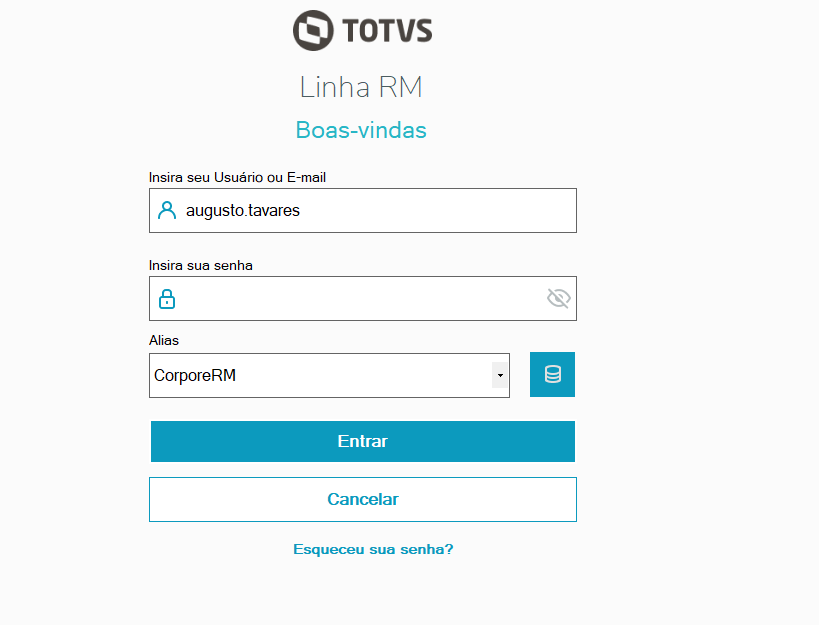 TOTVS
Linha RM
Boas-vindas
Insira seu Usuário ou E-mail
augusto.tavares
Insira sua senha
Alias
CorporeRM
Entrar
Cancelar
Esqueceu sua senha?